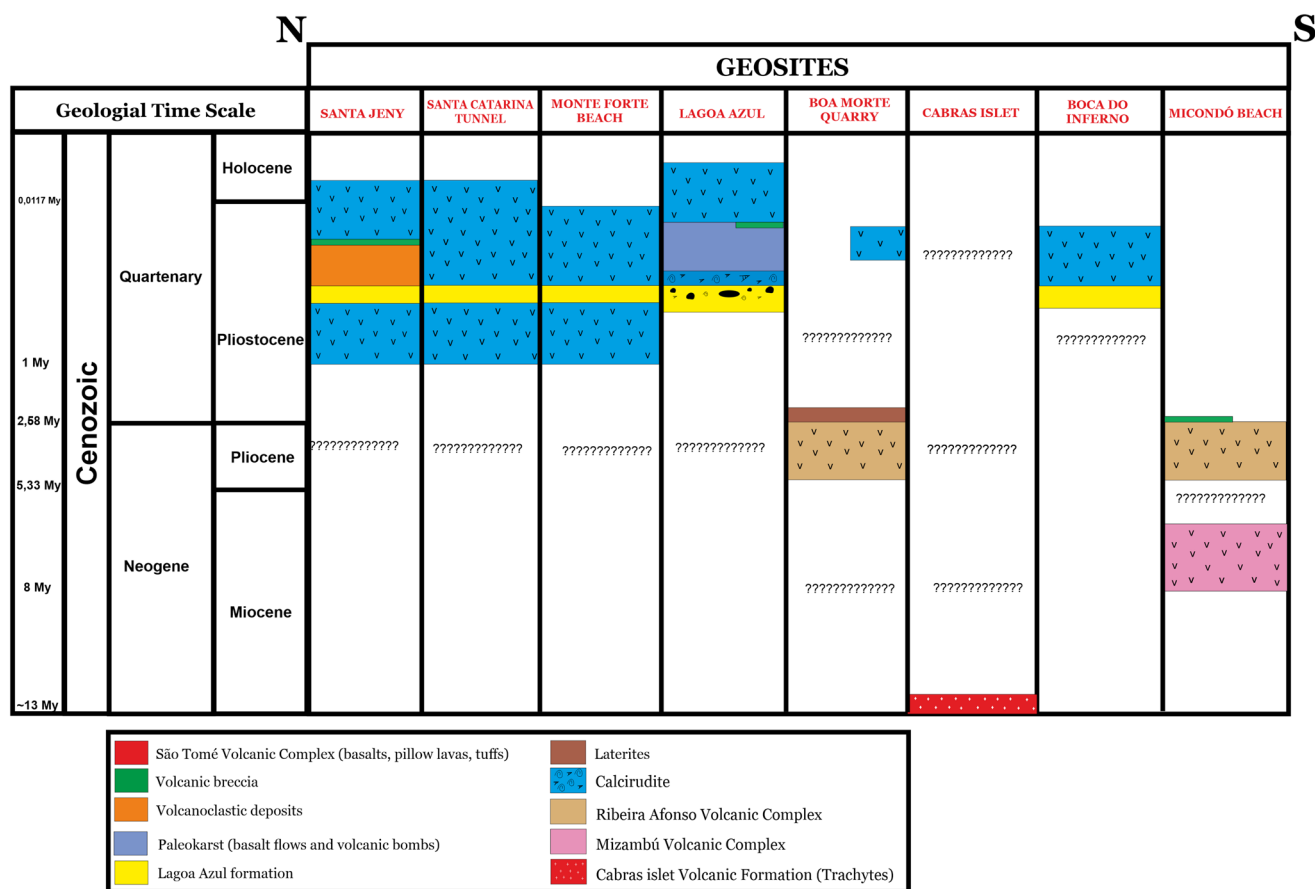 N
S
GEOSITES
Geologial Time Scale
SANTA JENY
SANTA CATARINA
TUNNEL
MONTE FORTE
BEACH
LAGOA AZUL
BOA MORTE
QUARRY
CABRAS ISLET
BOCA DO
INFERNO
MICONDÓ BEACH
Holocene
0,0117 My
Quartenary
Pliostocene
1 My
Cenozoic
2,58 My
Pliocene
5,33 My
Neogene
8 My
Miocene
~13 My
?????????????
?????????????
?????????????
?????????????
?????????????
?????????????
?????????????
?????????????
?????????????
?????????????
?????????????
São Tomé Volcanic Complex (basalts, pillow lavas, tuffs)
Volcanic breccia
Volcanoclastic deposits
Paleokarst (basalt flows and volcanic bombs)
Lagoa Azul formation
Laterites
Calcirudite
Ribeira Afonso Volcanic Complex
Mizambú Volcanic Complex
Cabras islet Volcanic Formation (Trachytes)